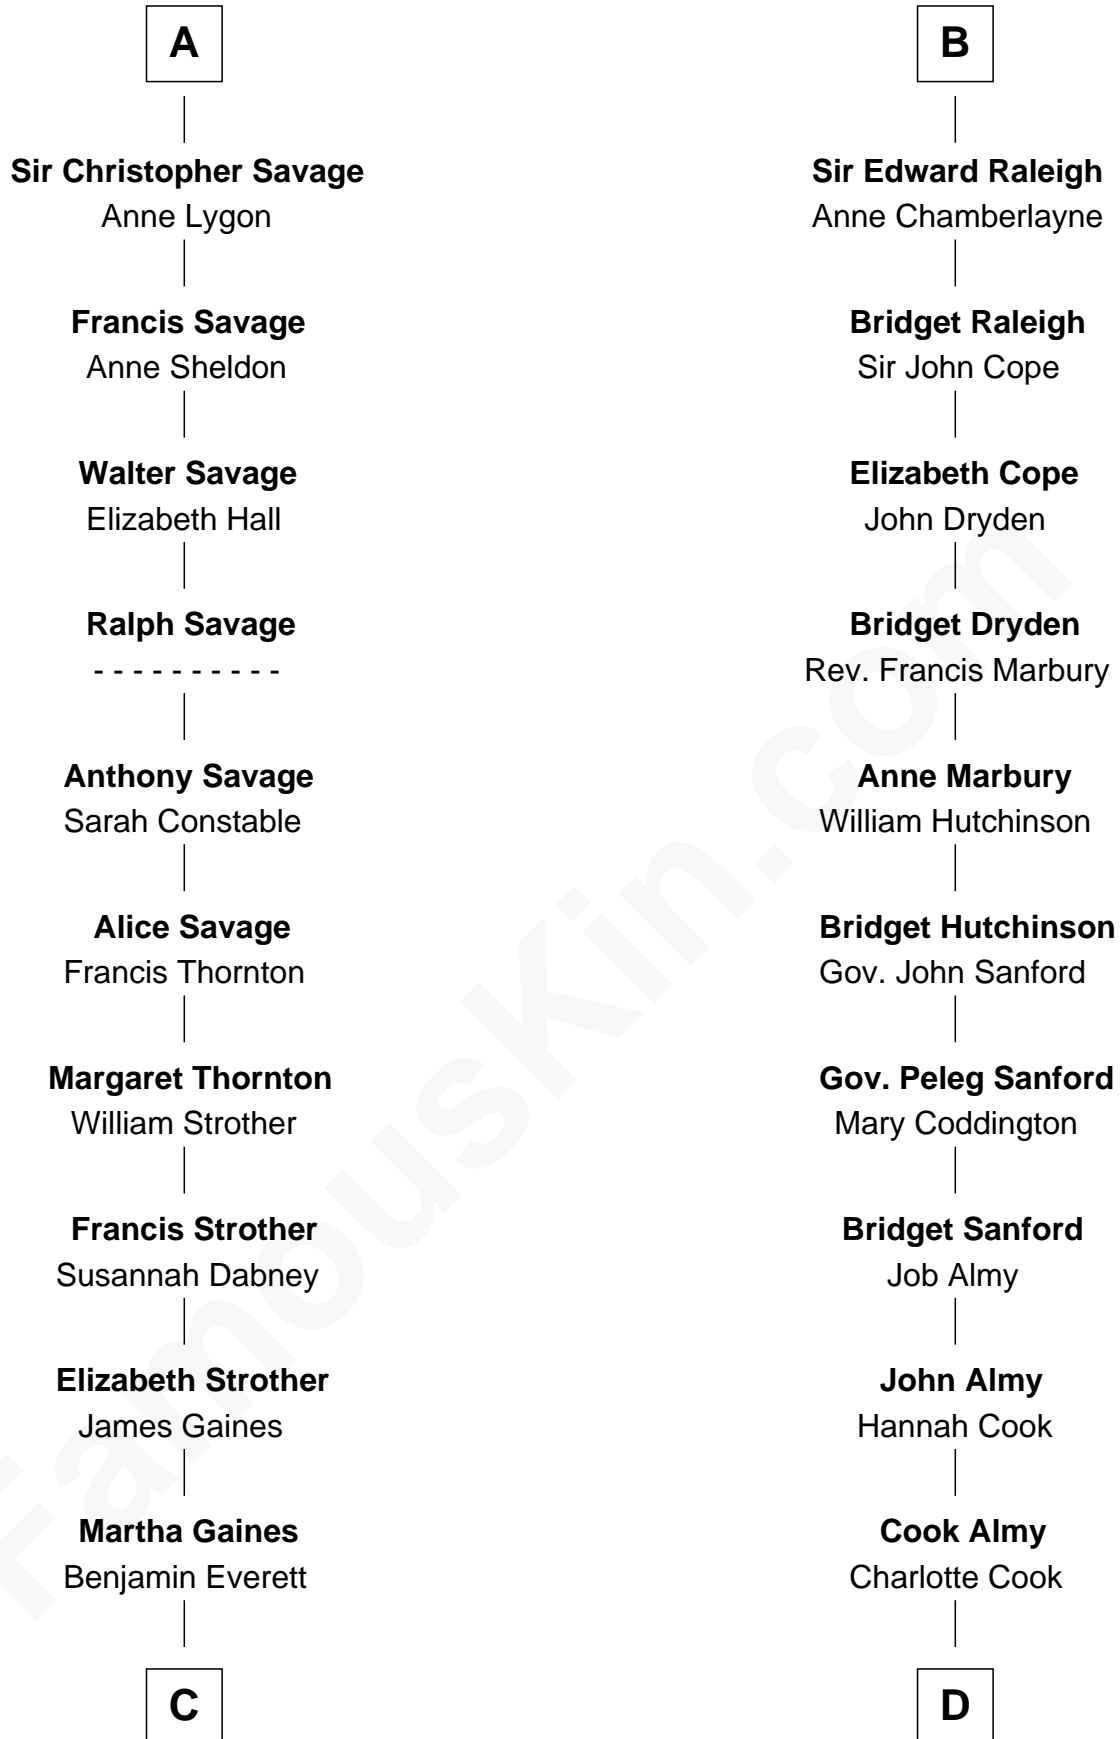 A
Sir Christopher Savage
Anne Lygon
Francis Savage
Anne Sheldon
Walter Savage
Elizabeth Hall
Ralph Savage
- - - - - - - - - -
Anthony Savage
Sarah Constable
Alice Savage
Francis Thornton
Margaret Thornton
William Strother
Francis Strother
Susannah Dabney
Elizabeth Strother
James Gaines
Martha Gaines
Benjamin Everett
C
B
Sir Edward Raleigh
Anne Chamberlayne
Bridget Raleigh
Sir John Cope
Elizabeth Cope
John Dryden
Bridget Dryden
Rev. Francis Marbury
Anne Marbury
William Hutchinson
Bridget Hutchinson
Gov. John Sanford
Gov. Peleg Sanford
Mary Coddington
Bridget Sanford
Job Almy
John Almy
Hannah Cook
Cook Almy
Charlotte Cook
D
FamousKin.com